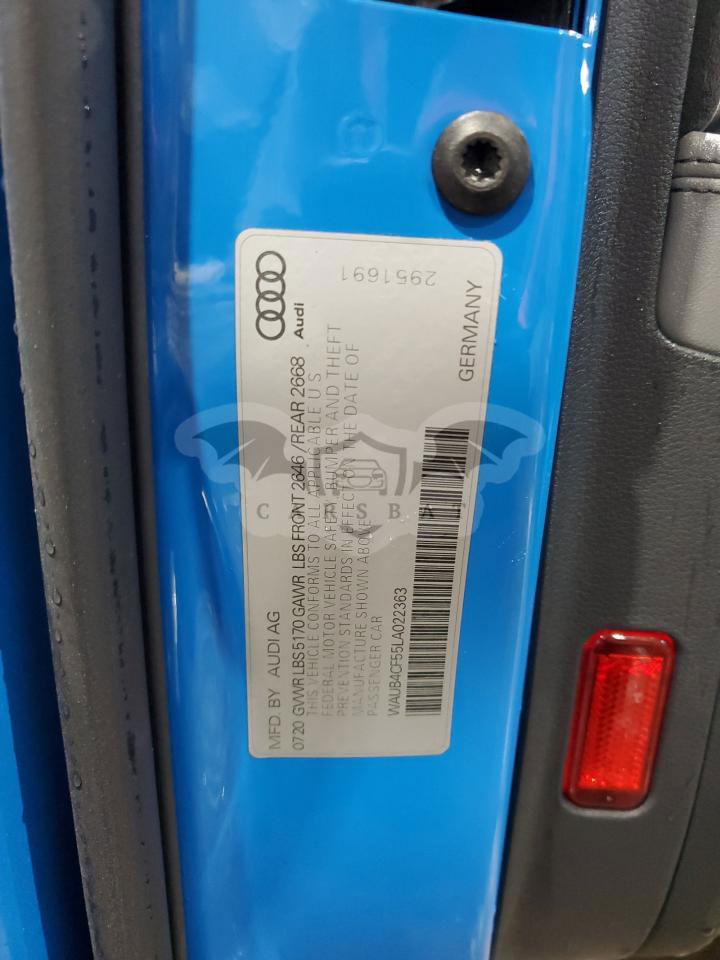 Audi
2951691
MFD. BY AUDI AG
0720 GVWR LBS 5170 GAWR LBS FRONT 2646 / REAR 2668
THIS VEHICLE CONFORMS TO ALL APPLICABLE U S
FEDERAL MOTOR VEHICLE SAFETY, BUMPER AND THEFT
PREVENTION STANDARDS IN EFFECT ON THE DATE OF
MANUFACTURE SHOWN ABOVE
PASSENGER CAR
WAUB4CF55LA022363
GERMANY